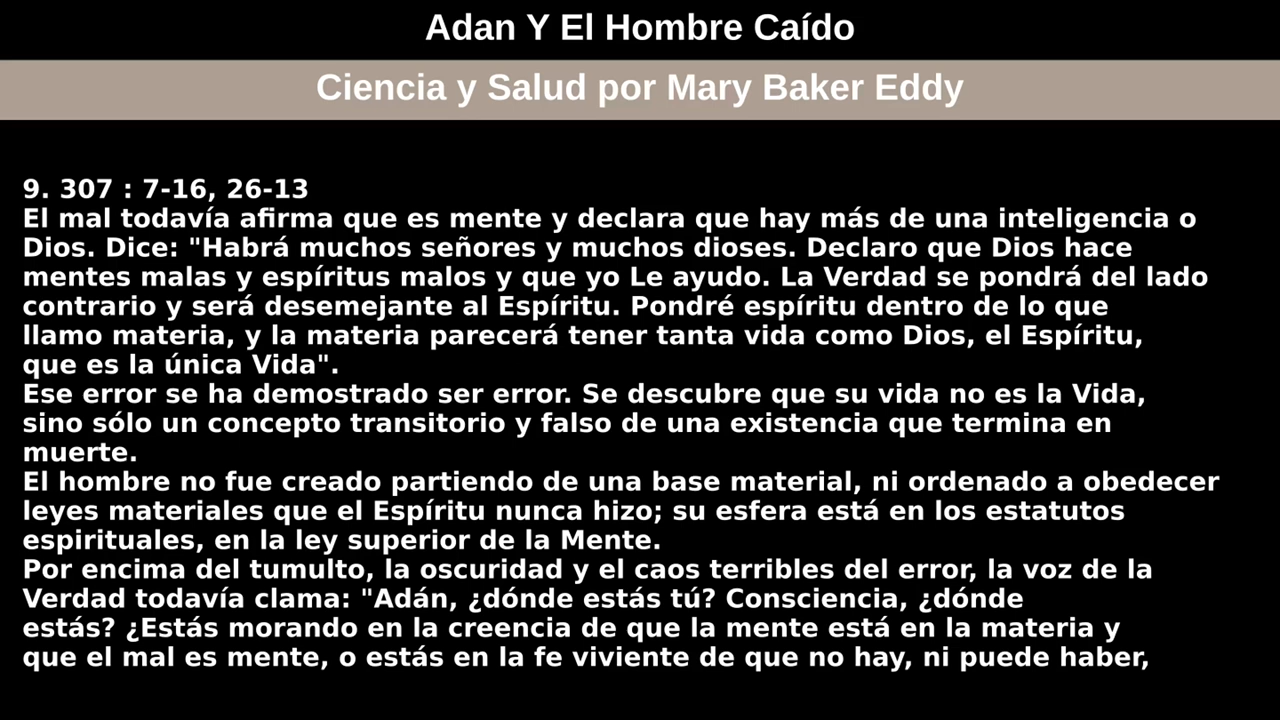 Adan Y El Hombre Caído
Ciencia y Salud por Mary Baker Eddy
9. 307 : 7-16, 26-13
El mal todavía afirma que es mente y declara que hay más de una inteligencia o
Dios. Dice: "Habrá muchos señores y muchos dioses. Declaro que Dios hace
mentes malas y espíritus malos y que yo Le ayudo. La Verdad se pondrá del lado
contrario y será desemejante al Espíritu. Pondré espíritu dentro de lo que
llamo materia, y la materia parecerá tener tanta vida como Dios, el Espíritu,
que es la única Vida".
Ese error se ha demostrado ser error. Se descubre que su vida no es la Vida,
sino sólo un concepto transitorio y falso de una existencia que termina en
muerte.
El hombre no fue creado partiendo de una base material, ni ordenado a obedecer
leyes materiales que el Espíritu nunca hizo; su esfera está en los estatutos
espirituales, en la ley superior de la Mente.
Por encima del tumulto, la oscuridad y el caos terribles del error, la voz de la
Verdad todavía clama: "Adán, ¿dónde estás tú? Consciencia, ¿dónde
estás? ¿Estás morando en la creencia de que la mente está en la materia y
que el mal es mente, o estás en la fe viviente de que no hay, ni puede haber,